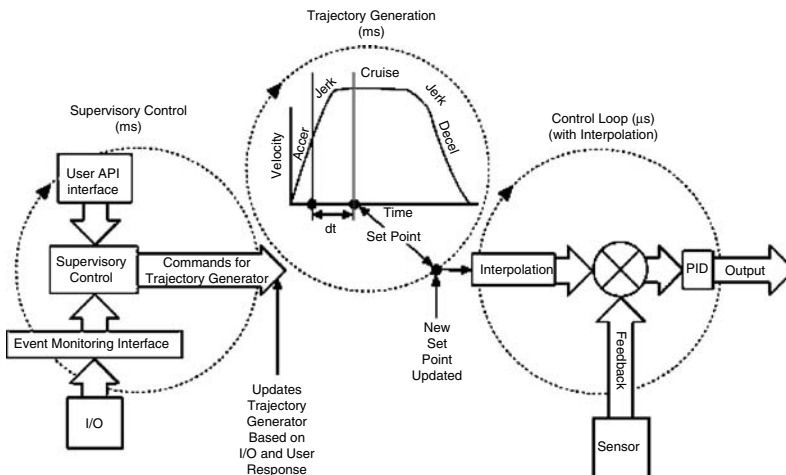 Trajectory Generation
(ms)
Jerk
Cruise
Jerk
Velocity
Accer
Decel
Time
dt
Set Point
Supervisory Control
(ms)
User API
interface
Supervisory
Control
Commands for
Trajectory Generator
Event Monitoring Interface
I/O
Updates
Trajectory
Generator
Based on
I/O and User
Response
Control Loop (μs)
(with Interpolation)
Interpolation
PID
Output
New
Set
Point
Updated
Feedback
Sensor